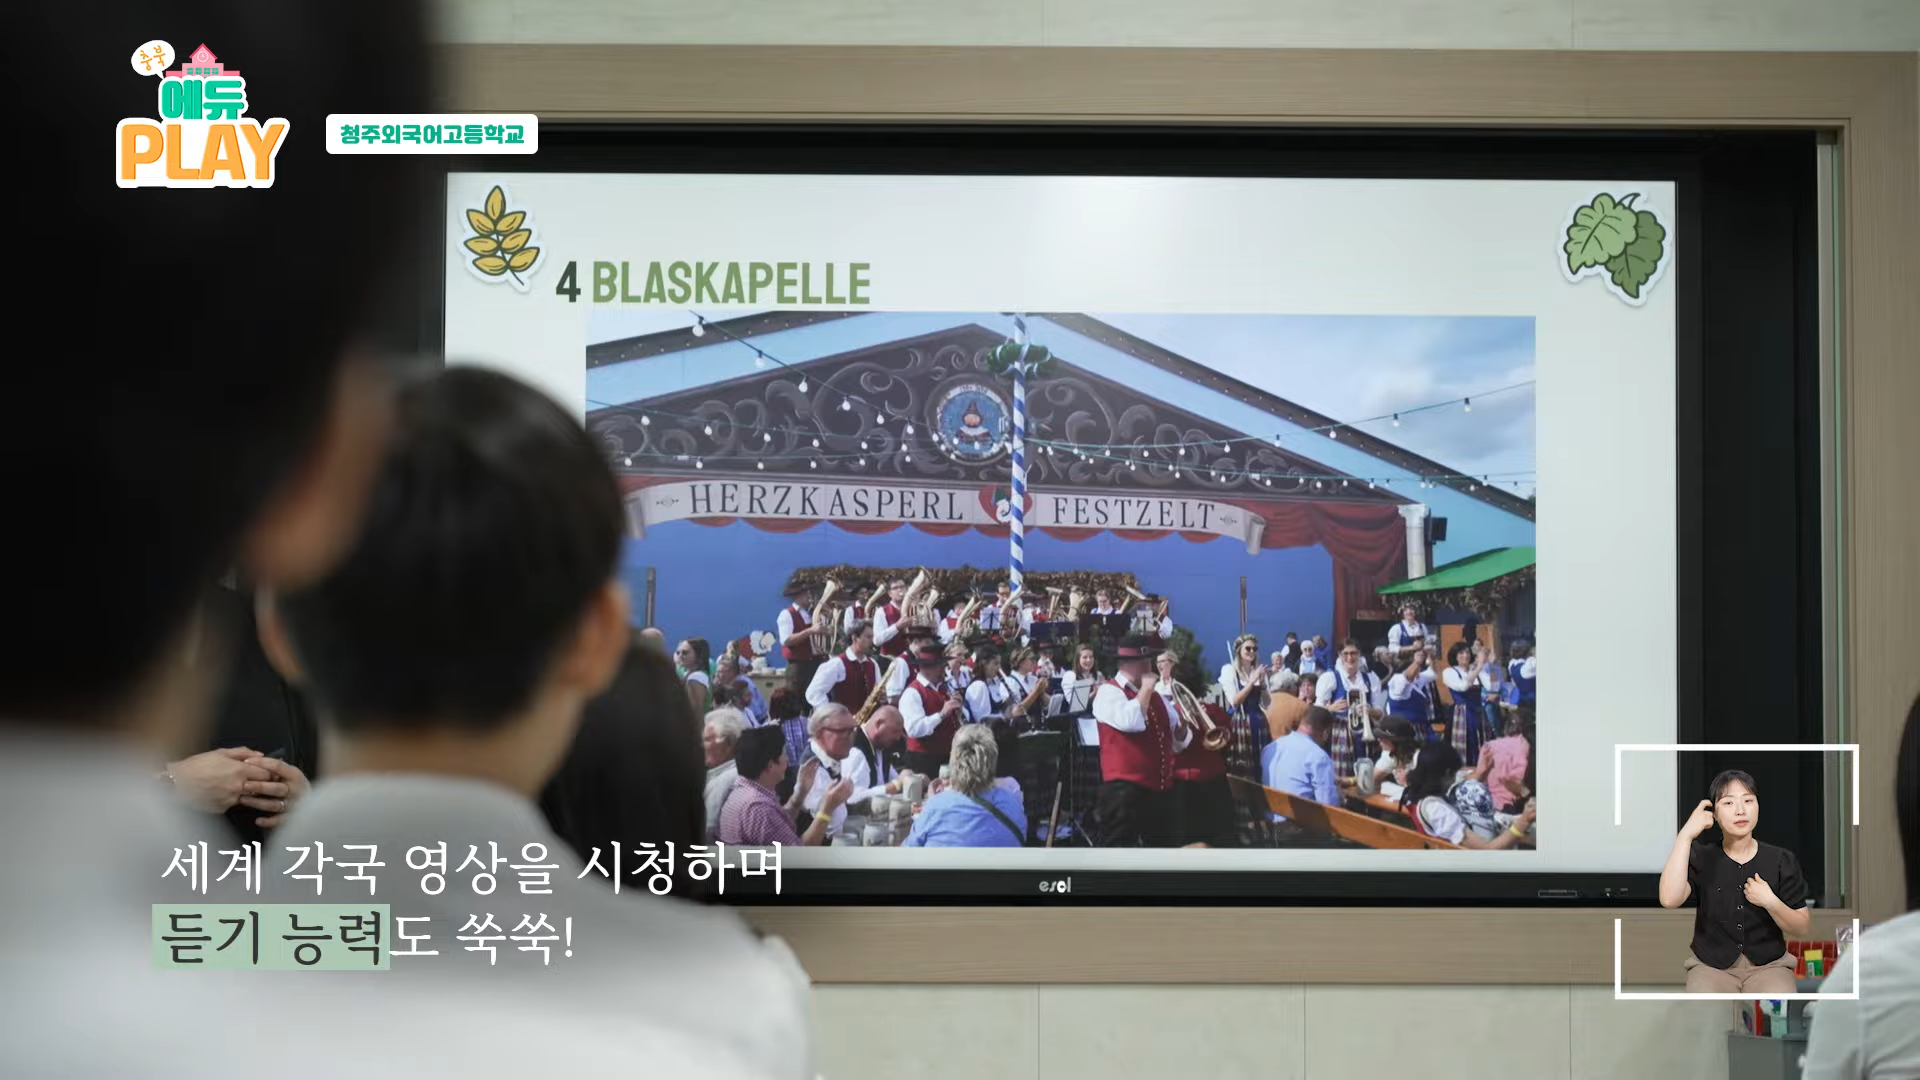 충북
에듀
PLAY
청주외국어고등학교
4 BLASKAPELLE
HERZKASPERL FESTZELT
세계 각국 영상을 시청하며
듣기 능력도 쑥쑥!
esol